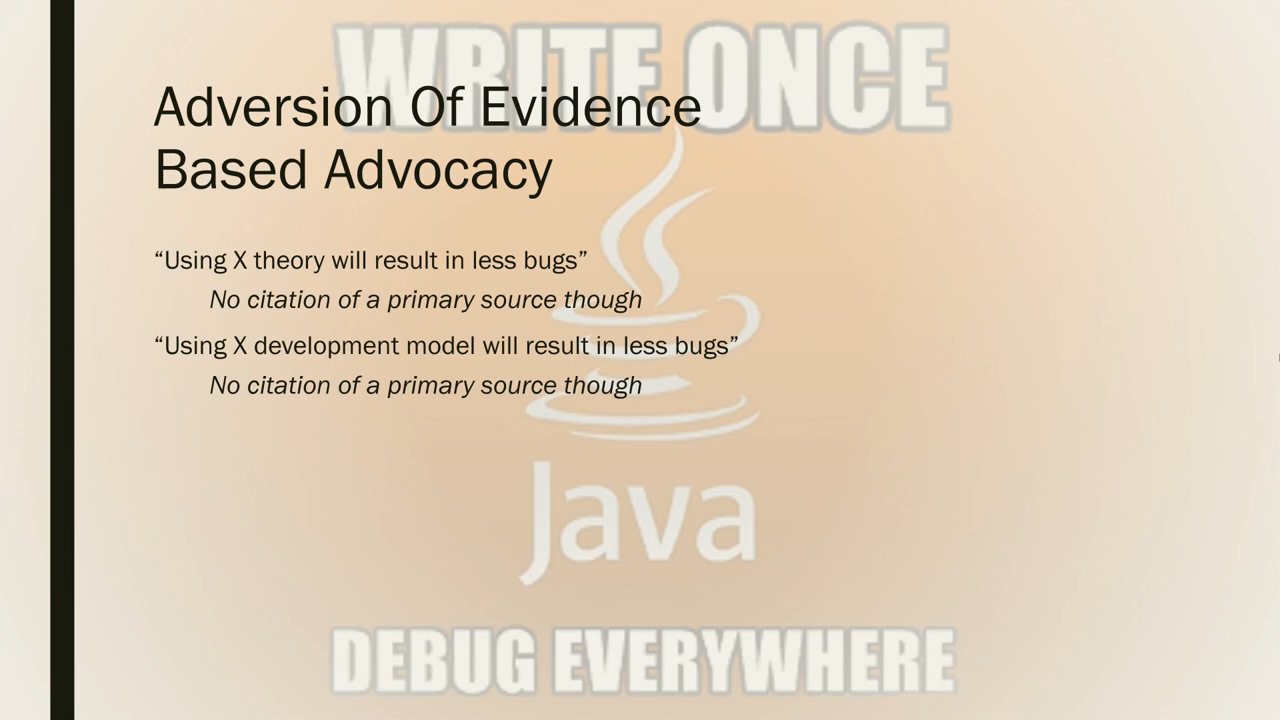 WRITE ONCE
Adversion Of Evidence
Based Advocacy
“Using X theory will result in less bugs”
No citation of a primary source though
“Using X development model will result in less bugs”
No citation of a primary source though
Java
DEBUG EVERYWHERE